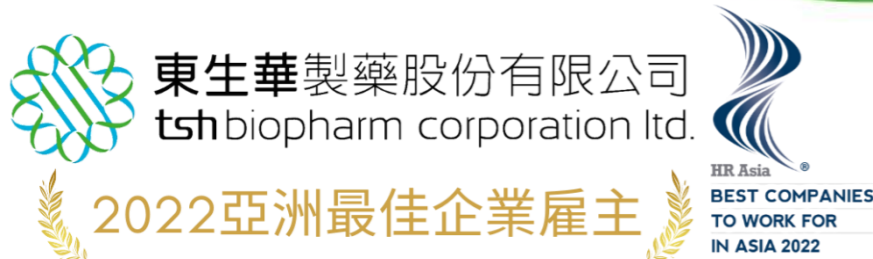 東生華製藥股份有限公司
tsh biopharm corporation ltd.
2022亞洲最佳企業雇主
HR Asia ®
BEST COMPANIES
TO WORK FOR
IN ASIA 2022